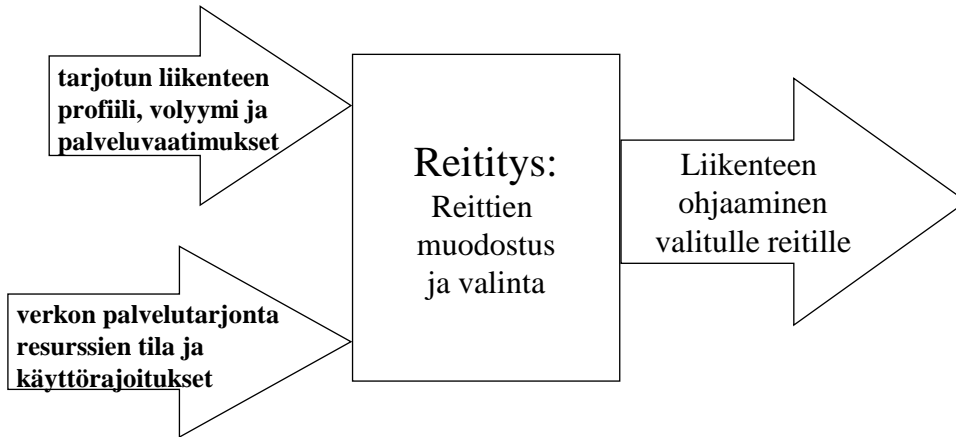 tarjotun liikenteen
profiili, volyymi ja
palveluvaatimukset
verkon palvelutarjonta
resurssien tila ja
käyttörajoitukset
Reititys:
Reittien
muodostus
ja valinta
Liikenteen
ohjaaminen
valitulle reitille